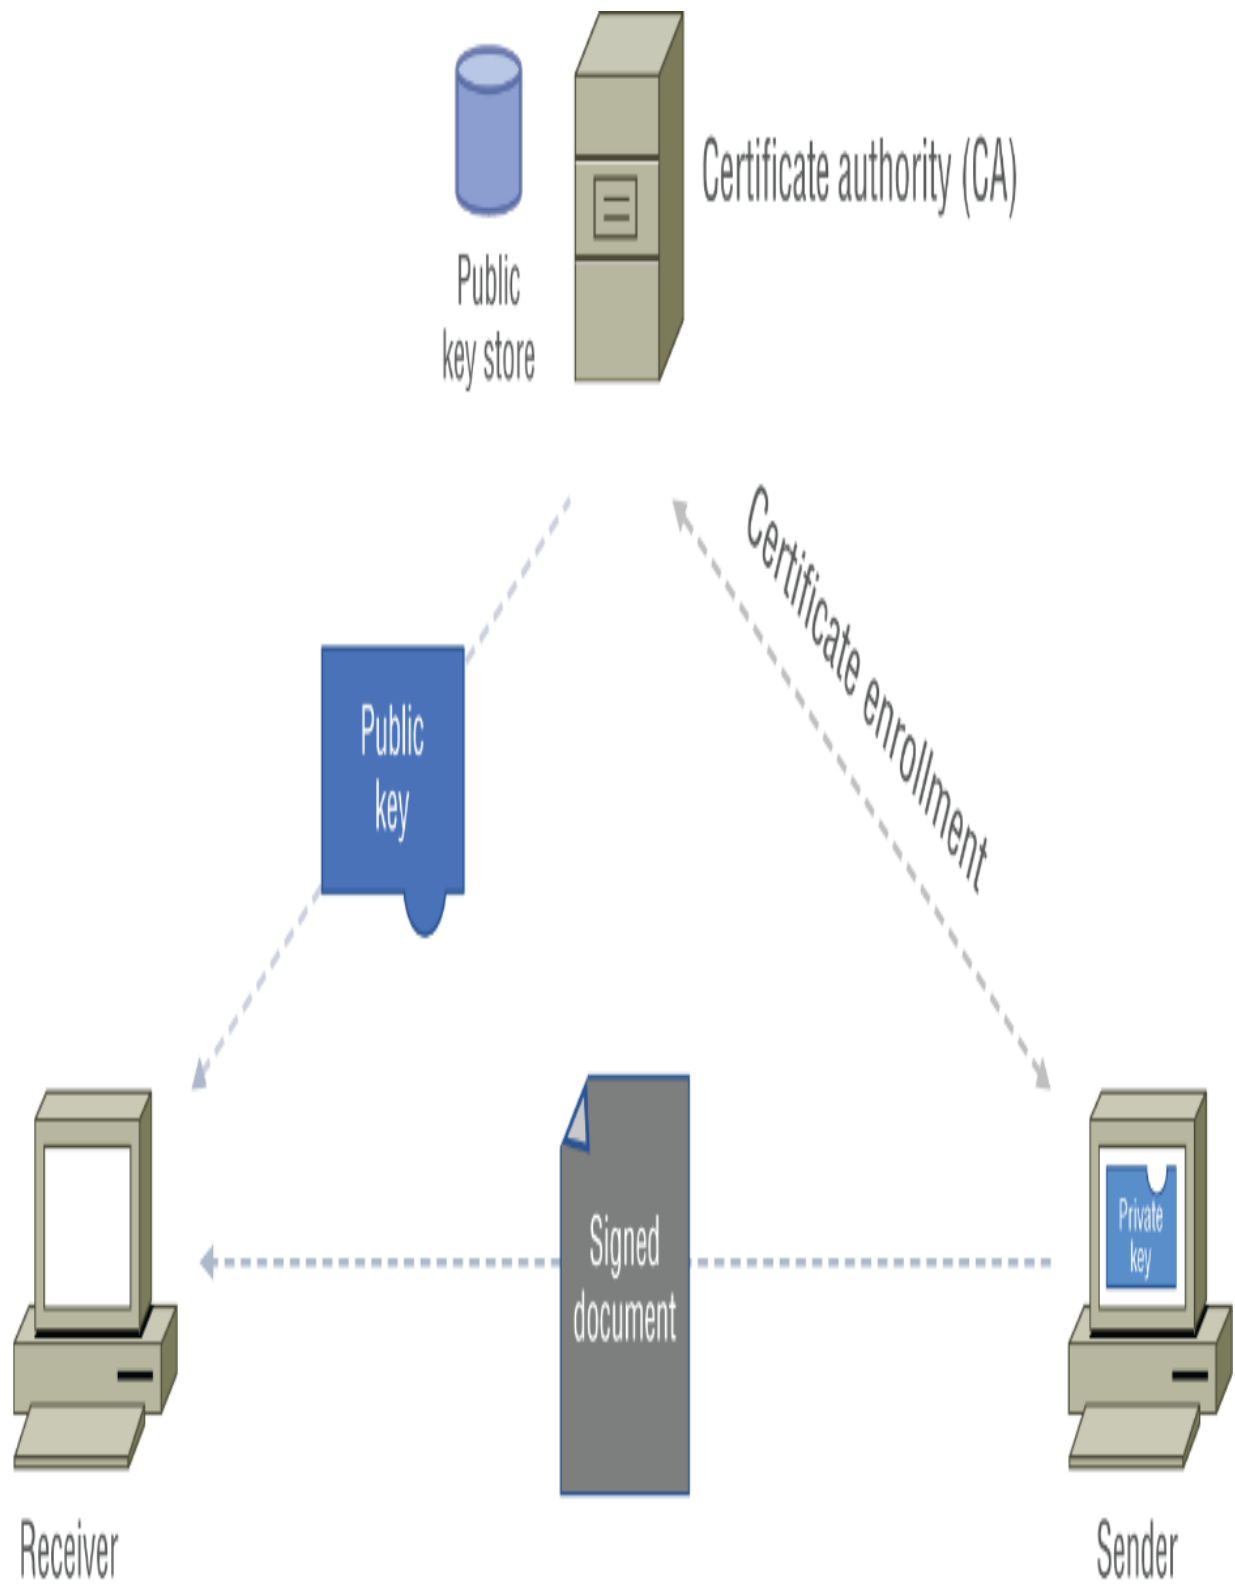 Certificate authority (CA)
Public
key store
Certificate enrollment
Public
key
Signed
document
Private
key
Receiver
Sender